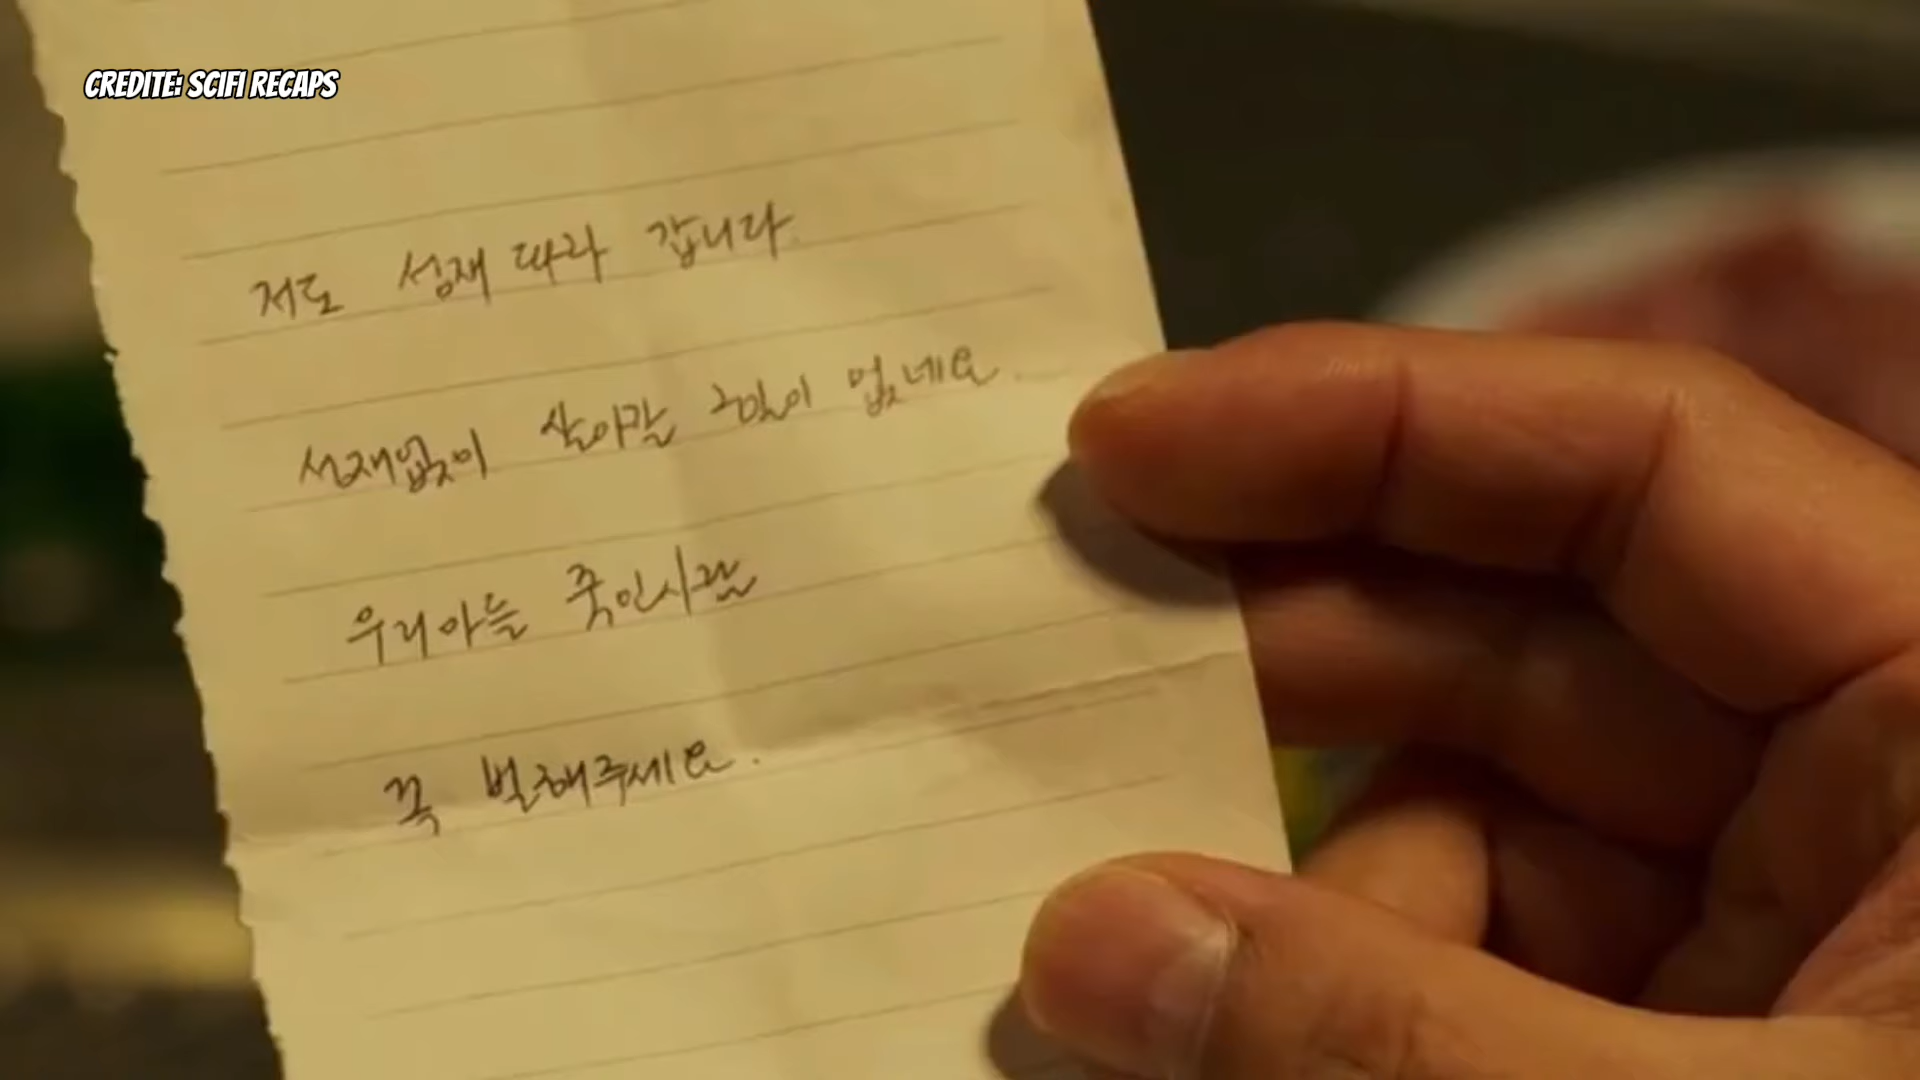 CREDITE: SCIFI RECAPS
저도 성재 따라 갑니다.
성재없이 살아갈 자신이 없네요.
우리아들 죽인사람
꼭 벌해주세요.